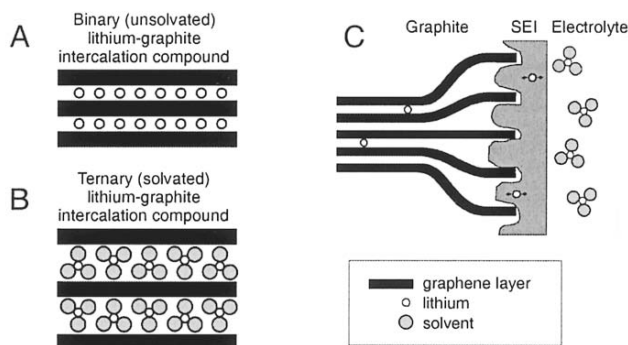 A
Binary (unsolvated)
lithium-graphite
intercalation compound
B
Ternary (solvated)
lithium-graphite
intercalation compound
C
Graphite SEI Electrolyte
graphene layer
lithium
solvent